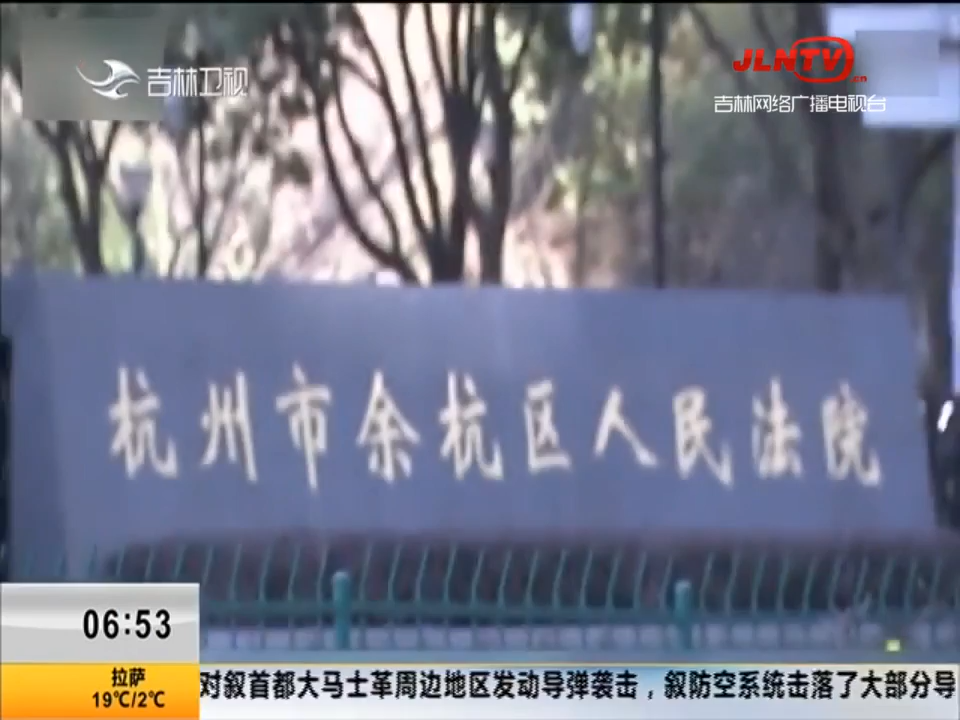 吉林卫视
JLNTV.cn
吉林网络广播电视台
杭州市余杭区人民法院
06:53
拉萨
19℃/2℃
对叙首都大马士革周边地区发动导弹袭击，叙防空系统击落了大部分导